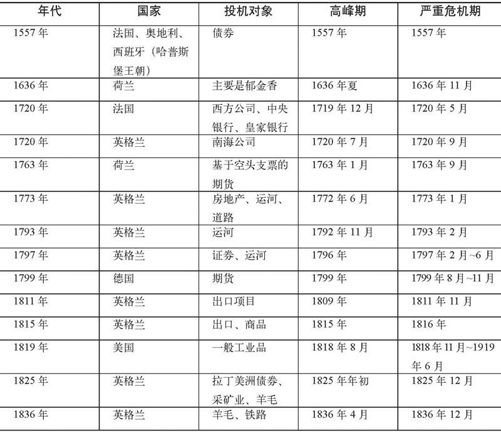 年代 国家 投机对象 高峰期 严重危机期
1557 年 法国、奥地利、 债券 1557 年 1557 年
西班牙（哈普斯
堡王朝）
1636 年 荷兰 主要是郁金香 1636 年夏 1636 年 11 月
1720 年 法国 西方公司、中央 1719 年 12 月 1720 年 5 月
银行、皇家银行
1720 年 英格兰 南海公司 1720 年 7 月 1720 年 9 月
1763 年 荷兰 基于空头支票的 1763 年 1 月 1763 年 9 月
期货
1773 年 英格兰 房地产、运河、 1772 年 6 月 1773 年 1 月
道路
1793 年 英格兰 运河 1792 年 11 月 1793 年 2 月
1797 年 英格兰 证券、运河 1796 年 1797 年 2 月~6 月
1799 年 德国 期货 1799 年 1799 年 8 月~11 月
1811 年 英格兰 出口项目 1809 年 1811 年 11 月
1815 年 英格兰 出口、商品 1815 年 1816 年
1819 年 美国 一般工业品 1818 年 8 月 1818 年 11 月~1919
年 6 月
1825 年 英格兰 拉丁美洲债券、 1825 年年初 1825 年 12 月
采矿业、羊毛
1836 年 英格兰 羊毛、铁路 1836 年 4 月 1836 年 12 月